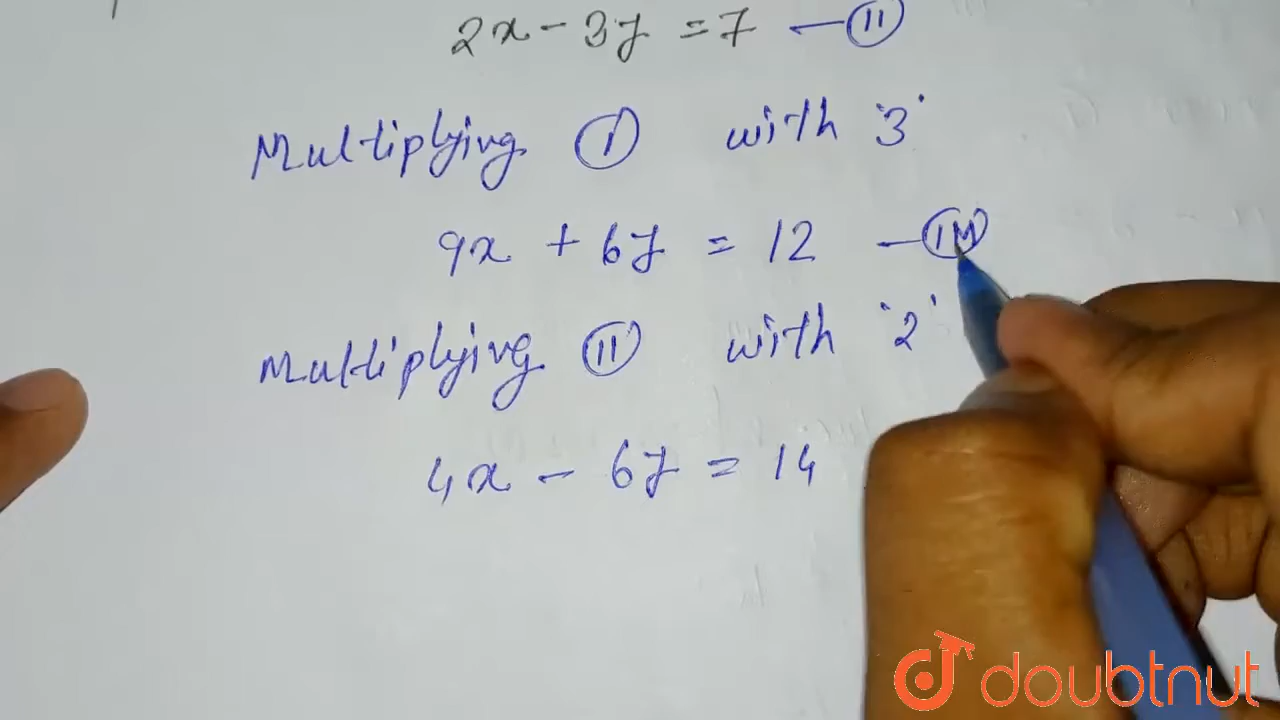 2x - 3y = 7 — II
Multiplying I with '3'
9x + 6y = 12 — III
Multiplying II with '2'
4x - 6y = 14
doubtnut